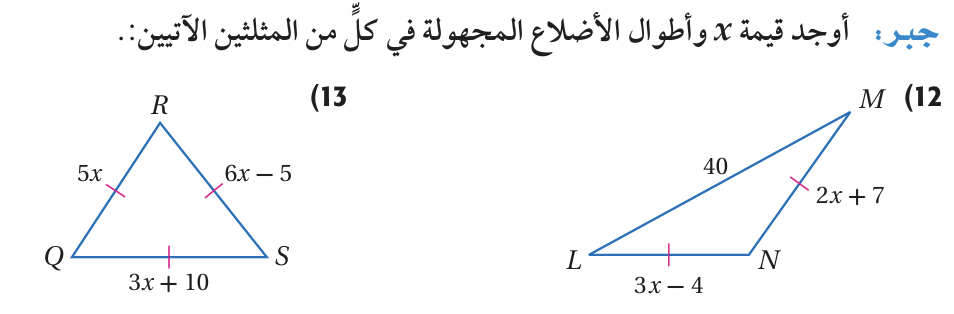 جبر: أوجد قيمة x وأطوال الأضلاع المجهولة في كلٍّ من المثلثين الآتيين:.
(12
M
40
2x + 7
L
N
3x – 4
(13
R
5x
6x – 5
Q
S
3x + 10